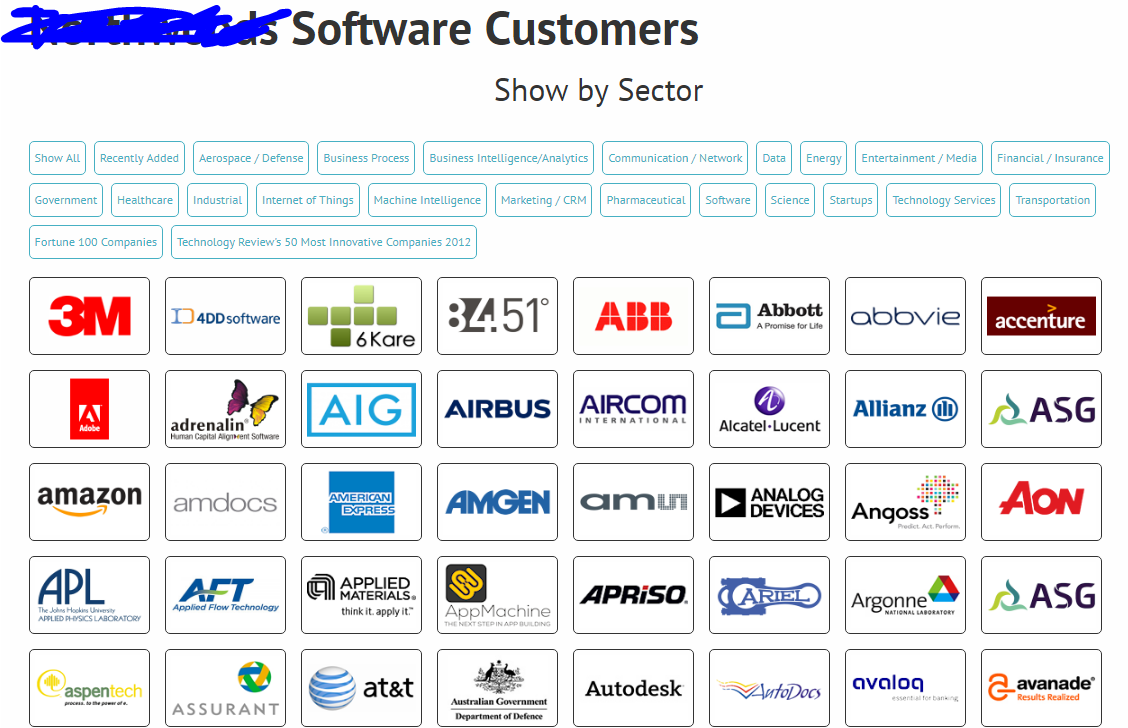 Software Customers
Show by Sector
Show All Recently Added Aerospace / Defense Business Process Business Intelligence/Analytics Communication / Network Data Energy Entertainment / Media Financial / Insurance
Government Healthcare Industrial Internet of Things Machine Intelligence Marketing / CRM Pharmaceutical Software Science Startups Technology Services Transportation
Fortune 100 Companies Technology Review's 50 Most Innovative Companies 2012
3M
4DD software
6 Kare
84.51°
ABB
Abbott
A Promise for Life
abbvie
accenture
Adobe
adrenalin®
Human Capital Alignment Software
AIG
AIRBUS
AIRCOM
INTERNATIONAL
Alcatel·Lucent
Allianz
ASG
amazon
amdocs
AMERICAN
EXPRESS
®
AMGEN
ANALOG
DEVICES
Angoss
Predict. Act. Perform.
AON
APL
The Johns Hopkins University
APPLIED PHYSICS LABORATORY
AFT
Applied Flow Technology
APPLIED
MATERIALS®
think it. apply it.™
AppMachine
THE NEXT STEP IN APP BUILDING
APRISO®
ARIEL
Argonne
NATIONAL LABORATORY
ASG
aspentech
process. to the power of e.
ASSURANT
at&t
Australian Government
Department of Defence
Autodesk
AutoDocs
avaloq
essential for banking
avanade®
Results Realized